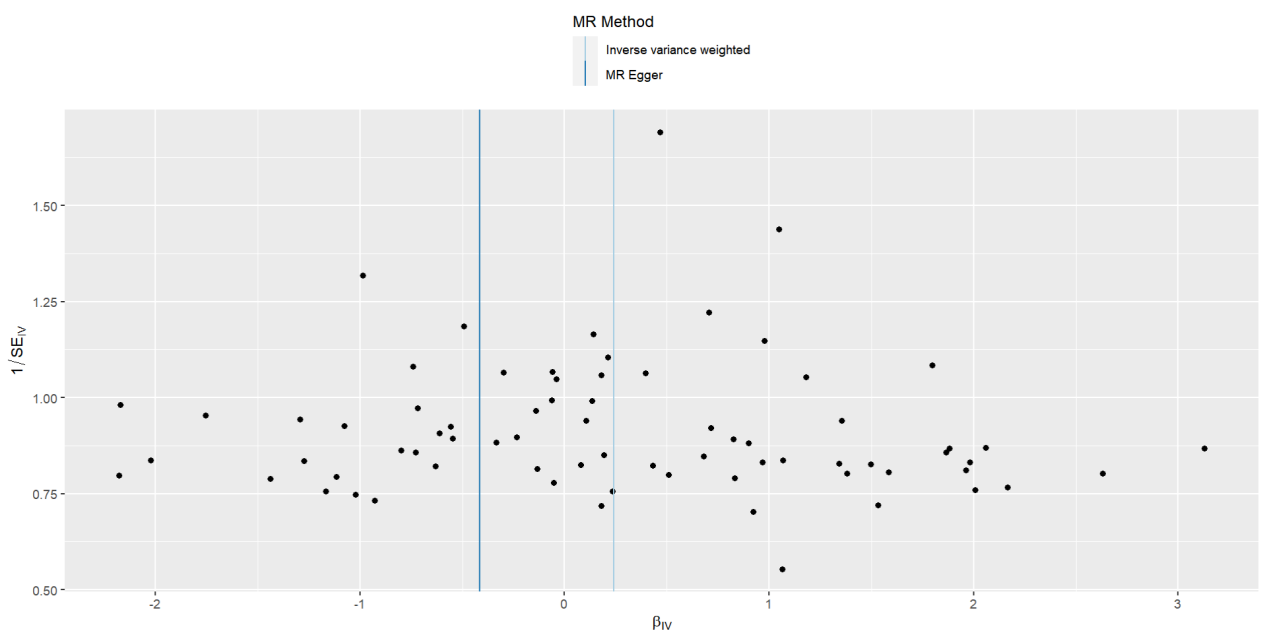 MR Method
Inverse variance weighted
MR Egger
1/SE_IV
1.50
1.25
1.00
0.75
0.50
-2 -1 0 1 2 3
β_IV